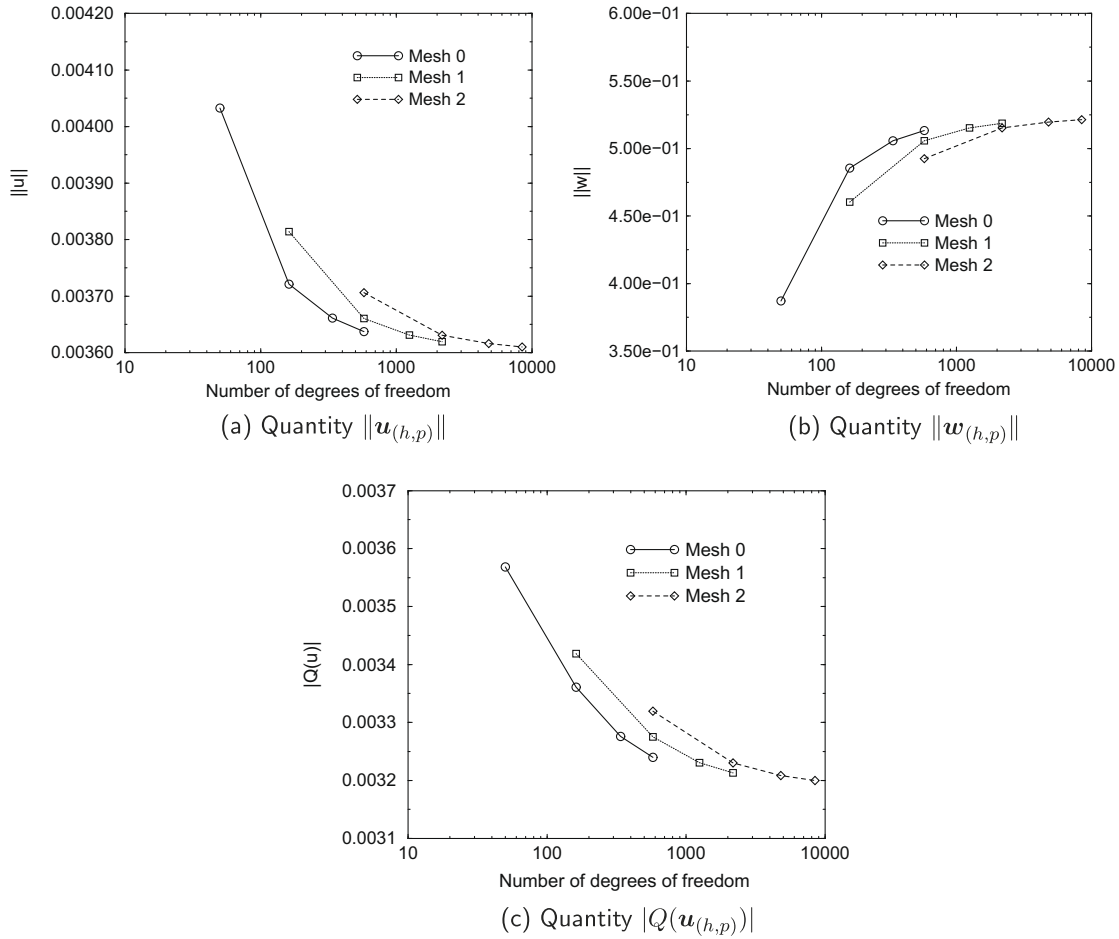 0.00420
0.00410
0.00400
0.00390
0.00380
0.00370
0.00360
||u||
Mesh 0
Mesh 1
Mesh 2
10 100 1000 10000
Number of degrees of freedom
(a) Quantity ‖u(h,p)‖
6.00e−01
5.50e−01
5.00e−01
4.50e−01
4.00e−01
3.50e−01
||w||
Mesh 0
Mesh 1
Mesh 2
10 100 1000 10000
Number of degrees of freedom
(b) Quantity ‖w(h,p)‖
0.0037
0.0036
0.0035
0.0034
0.0033
0.0032
0.0031
|Q(u)|
Mesh 0
Mesh 1
Mesh 2
10 100 1000 10000
Number of degrees of freedom
(c) Quantity |Q(u(h,p))|